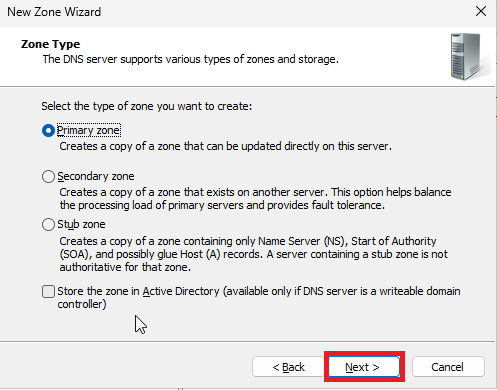 New Zone Wizard
Zone Type
The DNS server supports various types of zones and storage.
Select the type of zone you want to create:
Primary zone
Creates a copy of a zone that can be updated directly on this server.
Secondary zone
Creates a copy of a zone that exists on another server. This option helps balance
the processing load of primary servers and provides fault tolerance.
Stub zone
Creates a copy of a zone containing only Name Server (NS), Start of Authority
(SOA), and possibly glue Host (A) records. A server containing a stub zone is not
authoritative for that zone.
Store the zone in Active Directory (available only if DNS server is a writeable domain
controller)
< Back Next > Cancel